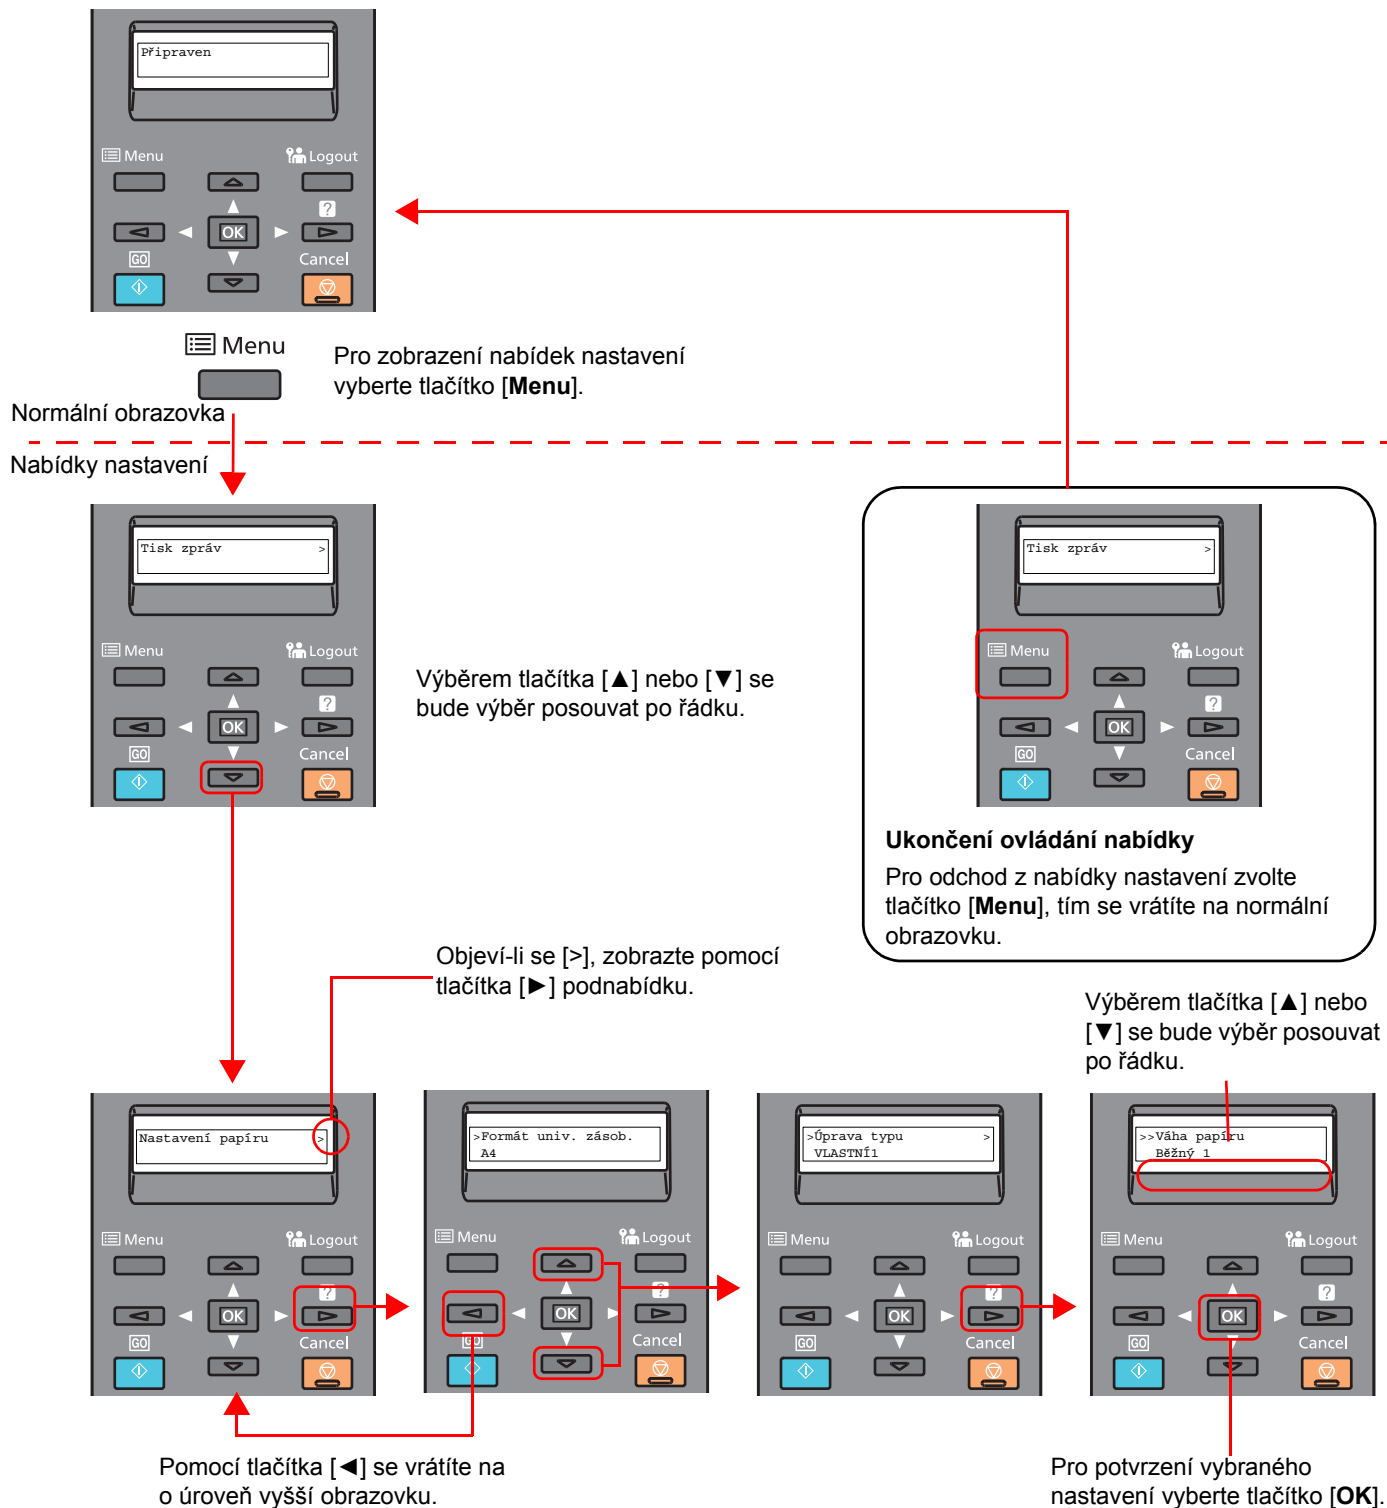 Připraven
Menu
Logout
?
OK
GO
Cancel
Menu
Pro zobrazení nabídek nastavení
vyberte tlačítko [Menu].
Normální obrazovka
Nabídky nastavení
Tisk zpráv >
Menu
Logout
?
OK
GO
Cancel
Výběrem tlačítka [▲] nebo [▼] se
bude výběr posouvat po řádku.
Tisk zpráv >
Menu
Logout
?
OK
GO
Cancel
Ukončení ovládání nabídky
Pro odchod z nabídky nastavení zvolte
tlačítko [Menu], tím se vrátíte na normální
obrazovku.
Objeví-li se [>], zobrazte pomocí
tlačítka [►] podnabídku.
Výběrem tlačítka [▲] nebo
[▼] se bude výběr posouvat
po řádku.
Nastavení papíru >
Menu
Logout
?
OK
GO
Cancel
>Formát univ. zásob.
A4
Menu
Logout
?
OK
GO
Cancel
>Úprava typu >
VLASTNÍ1
Menu
Logout
?
OK
GO
Cancel
>>Váha papíru
Běžný 1
Menu
Logout
?
OK
GO
Cancel
Pomocí tlačítka [◄] se vrátíte na
o úroveň vyšší obrazovku.
Pro potvrzení vybraného
nastavení vyberte tlačítko [OK].